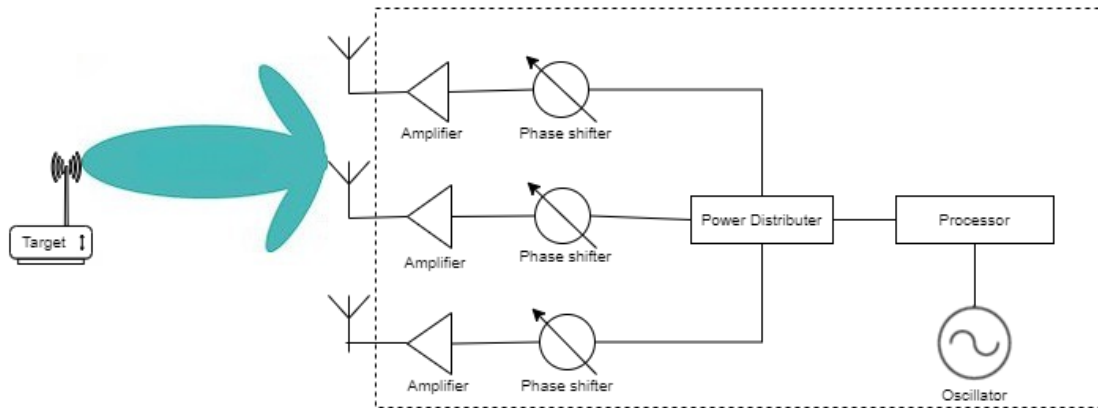 Amplifier
Phase shifter
Target
Amplifier
Phase shifter
Power Distributer
Processor
Amplifier
Phase shifter
Oscillator